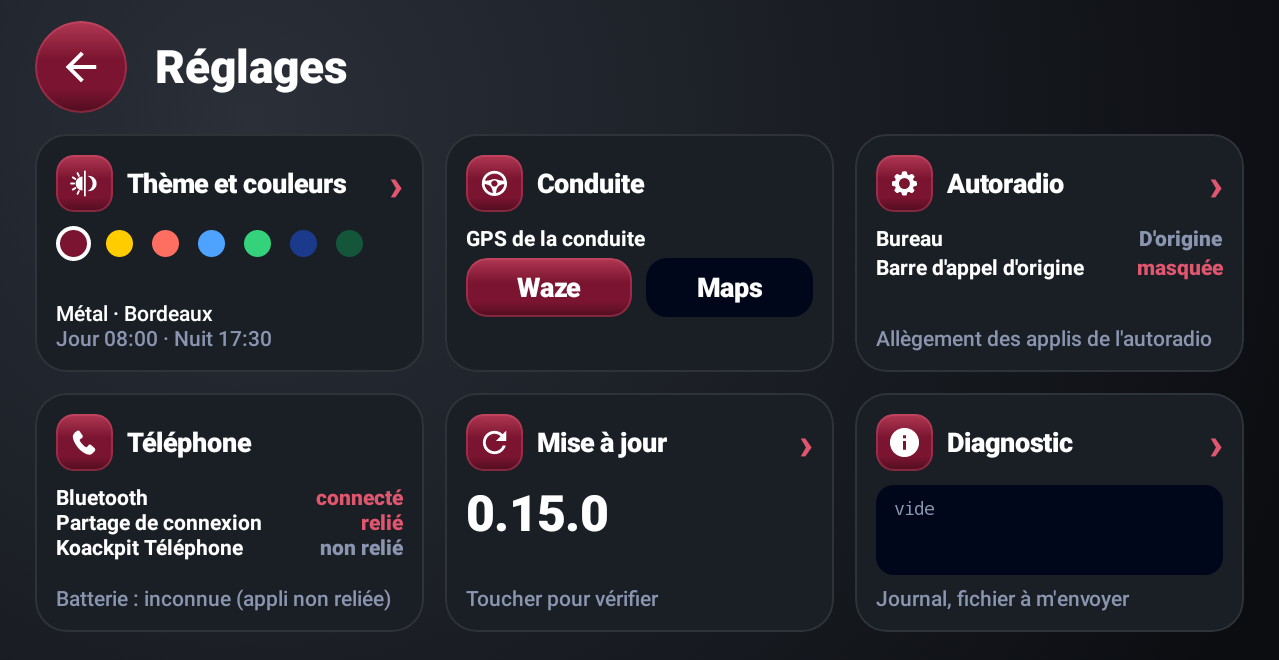 Réglages
Thème et couleurs
Métal · Bordeaux
Jour 08:00 · Nuit 17:30
Conduite
GPS de la conduite
Waze Maps
Autoradio
Bureau D'origine
Barre d'appel d'origine masquée
Allègement des applis de l'autoradio
Téléphone
Bluetooth connecté
Partage de connexion relié
Koackpit Téléphone non relié
Batterie : inconnue (appli non reliée)
Mise à jour
0.15.0
Toucher pour vérifier
Diagnostic
vide
Journal, fichier à m'envoyer